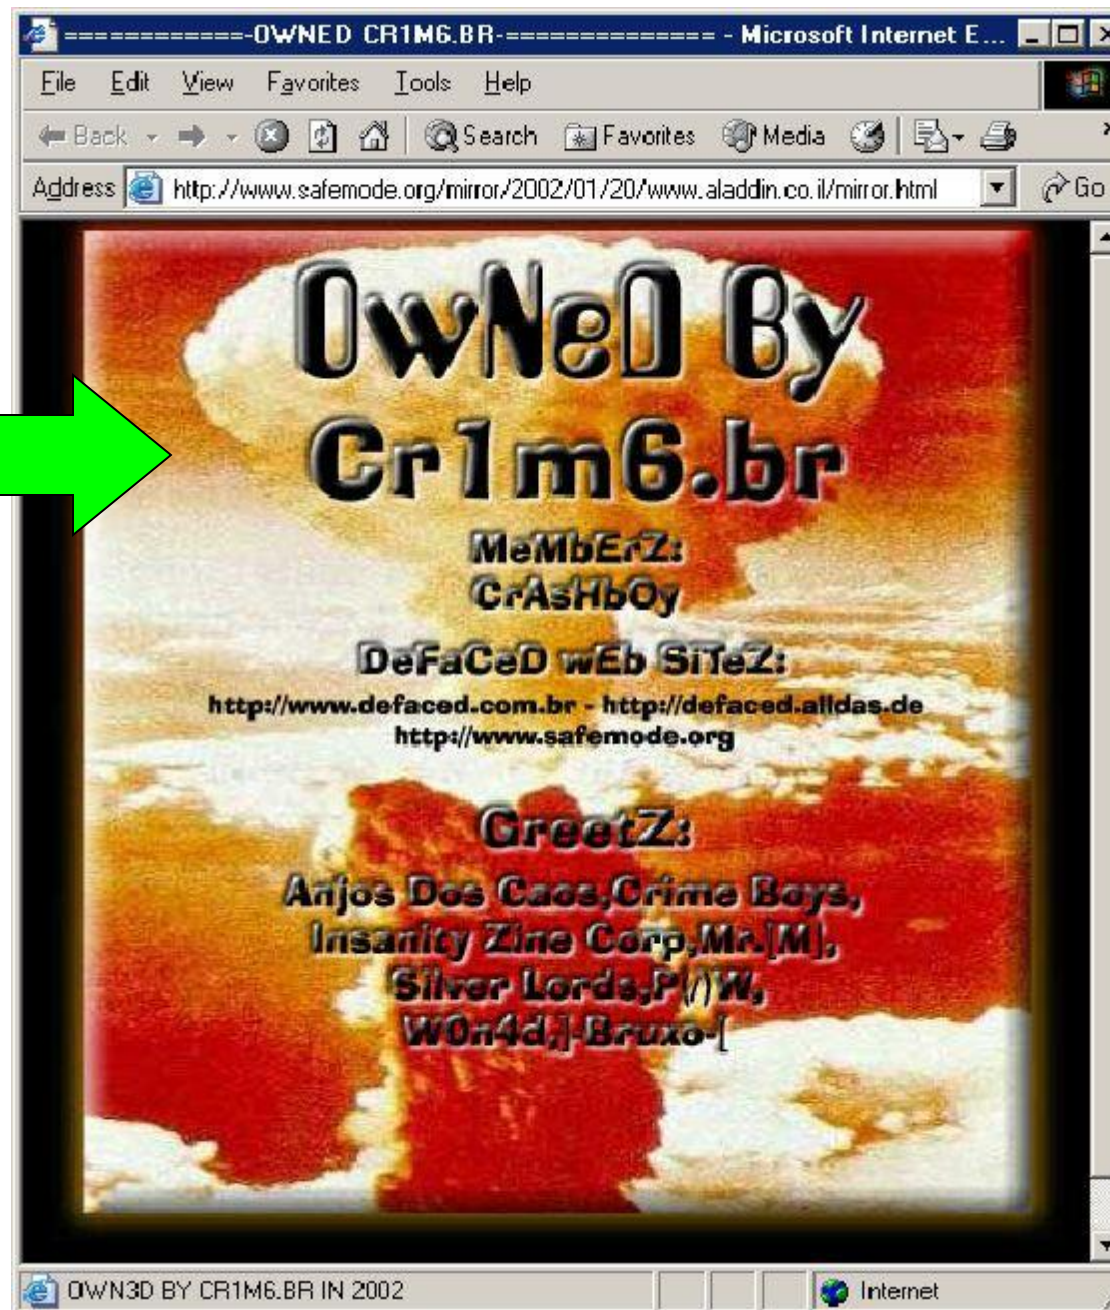 ============-OWNED CR1M6.BR-============== - Microsoft Internet E...
File Edit View Favorites Tools Help
Back Search Favorites Media
Address http://www.safemode.org/mirror/2002/01/20/www.aladdin.co.il/mirror.html Go
OwNeD By
Cr1m6.br
MeMbErZ:
CrAsHbOy
DeFaCeD wEb SiTeZ:
http://www.defaced.com.br - http://defaced.alldas.de
http://www.safemode.org
GreetZ:
Anjos Dos Caos,Crime Boys,
Insanity Zine Corp,Mr.[M],
Silver Lords,P(/)W,
W0n4d,]-Bruxo-[
OWN3D BY CR1M6.BR IN 2002 Internet